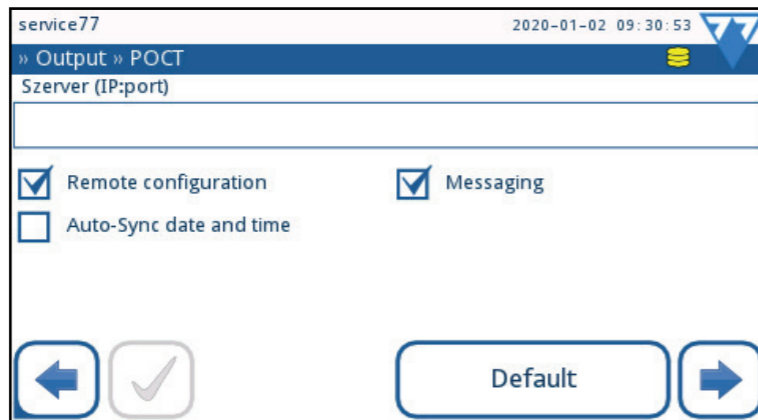 service77
2020-01-02 09:30:53
77
» Output » POCT
Szerver (IP:port)
Remote configuration
Messaging
Auto-Sync date and time
Default